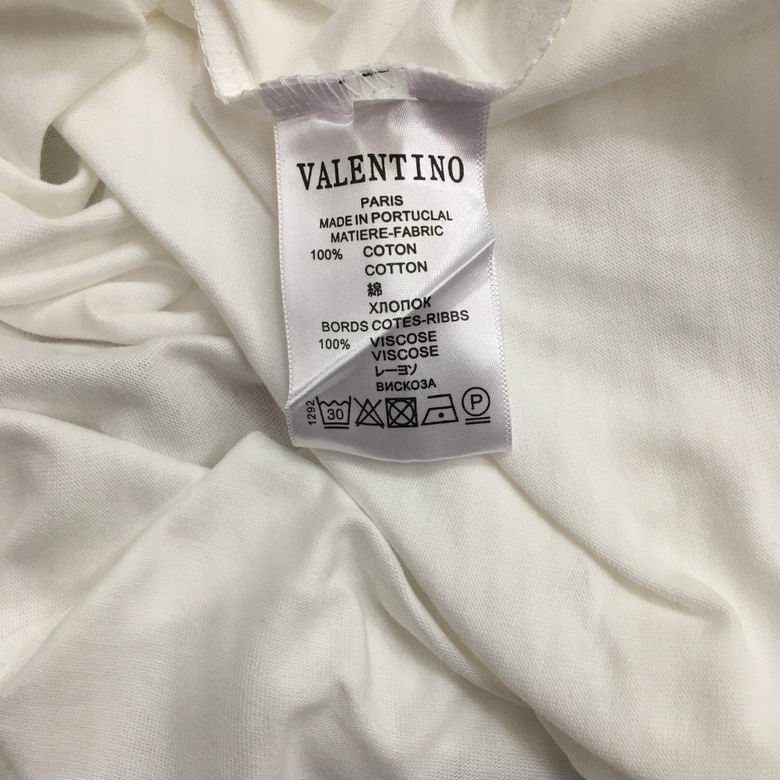 VALENTINO
PARIS
MADE IN PORTUCLAL
MATIERE-FABRIC
100% COTON
COTTON
綿
ХЛОПОК
BORDS COTES-RIBBS
100% VISCOSE
VISCOSE
レーヨソ
ВИСКОЗА
1292
30
P